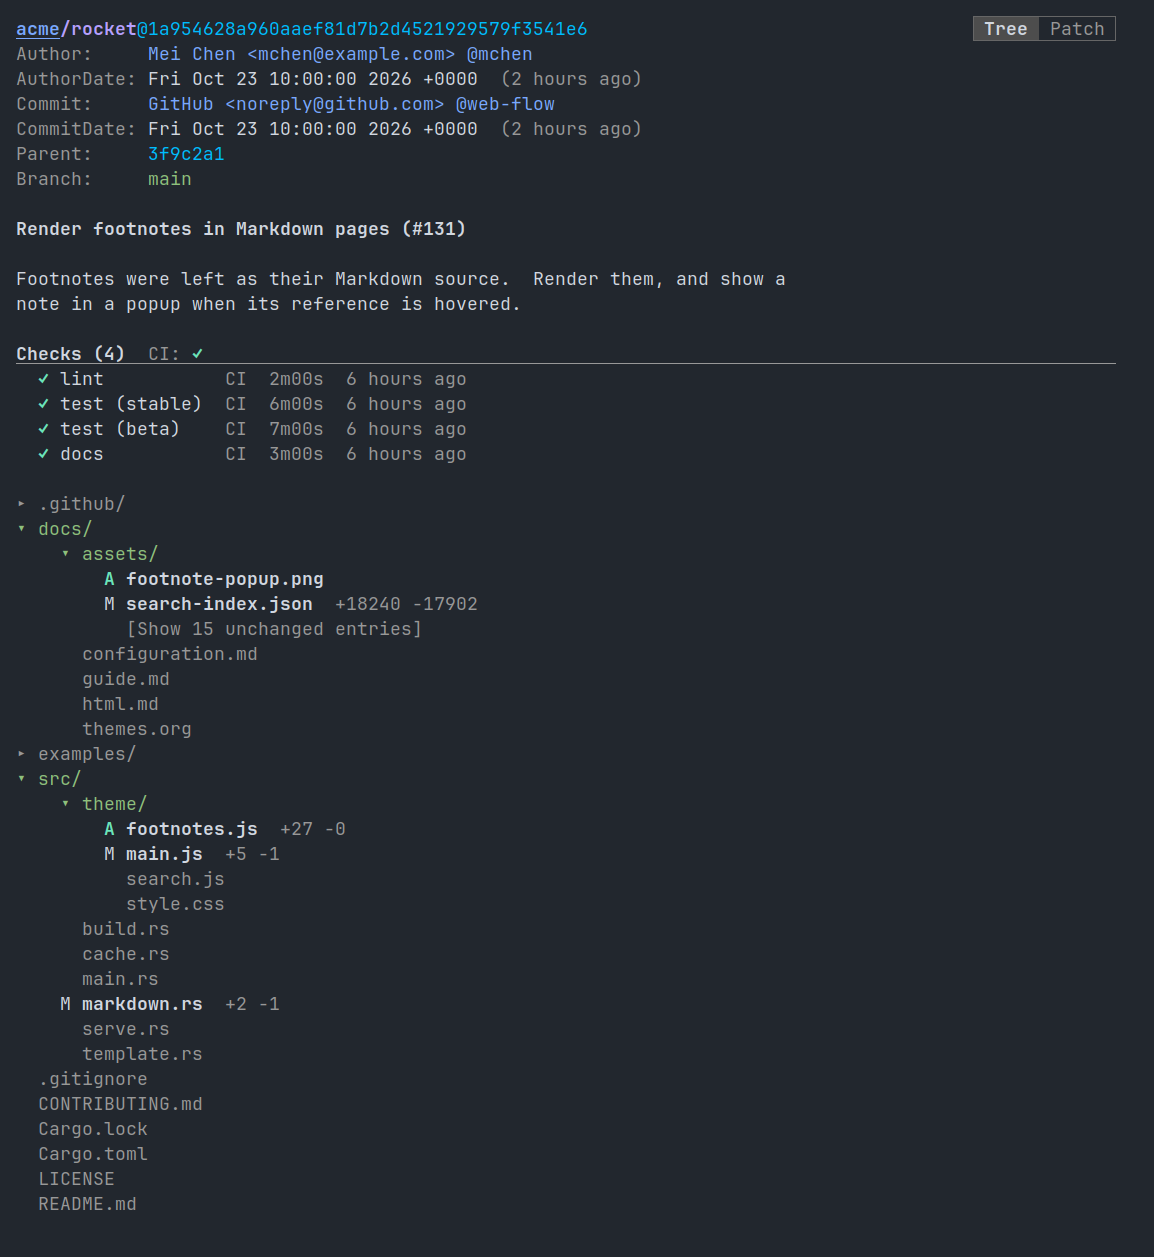 acme/rocket@1a954628a960aaef81d7b2d4521929579f3541e6 Tree Patch
Author: Mei Chen <mchen@example.com> @mchen
AuthorDate: Fri Oct 23 10:00:00 2026 +0000 (2 hours ago)
Commit: GitHub <noreply@github.com> @web-flow
CommitDate: Fri Oct 23 10:00:00 2026 +0000 (2 hours ago)
Parent: 3f9c2a1
Branch: main
Render footnotes in Markdown pages (#131)
Footnotes were left as their Markdown source. Render them, and show a
note in a popup when its reference is hovered.
Checks (4) CI: ✓
✓ lint CI 2m00s 6 hours ago
✓ test (stable) CI 6m00s 6 hours ago
✓ test (beta) CI 7m00s 6 hours ago
✓ docs CI 3m00s 6 hours ago
▸ .github/
▾ docs/
▾ assets/
A footnote-popup.png
M search-index.json +18240 -17902
[Show 15 unchanged entries]
configuration.md
guide.md
html.md
themes.org
▸ examples/
▾ src/
▾ theme/
A footnotes.js +27 -0
M main.js +5 -1
search.js
style.css
build.rs
cache.rs
main.rs
M markdown.rs +2 -1
serve.rs
template.rs
.gitignore
CONTRIBUTING.md
Cargo.lock
Cargo.toml
LICENSE
README.md